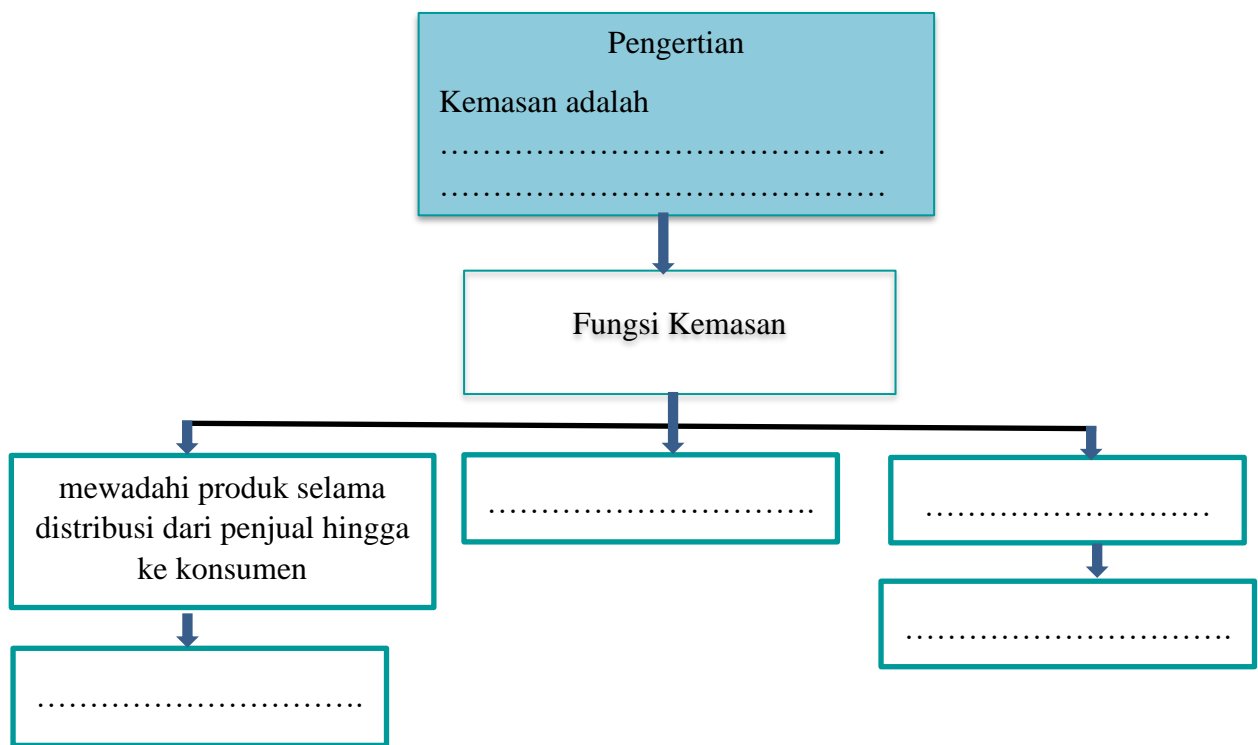 Pengertian
Kemasan adalah
……………………………………
……………………………………
Fungsi Kemasan
mewadahi produk selama
distribusi dari penjual hingga
ke konsumen
………………………….
………………………
………………………….
………………………….